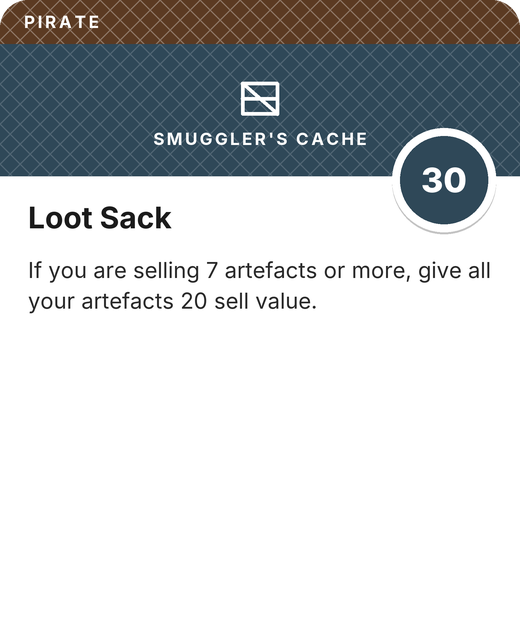 PIRATE
SMUGGLER'S CACHE
30
Loot Sack
If you are selling 7 artefacts or more, give all
your artefacts 20 sell value.